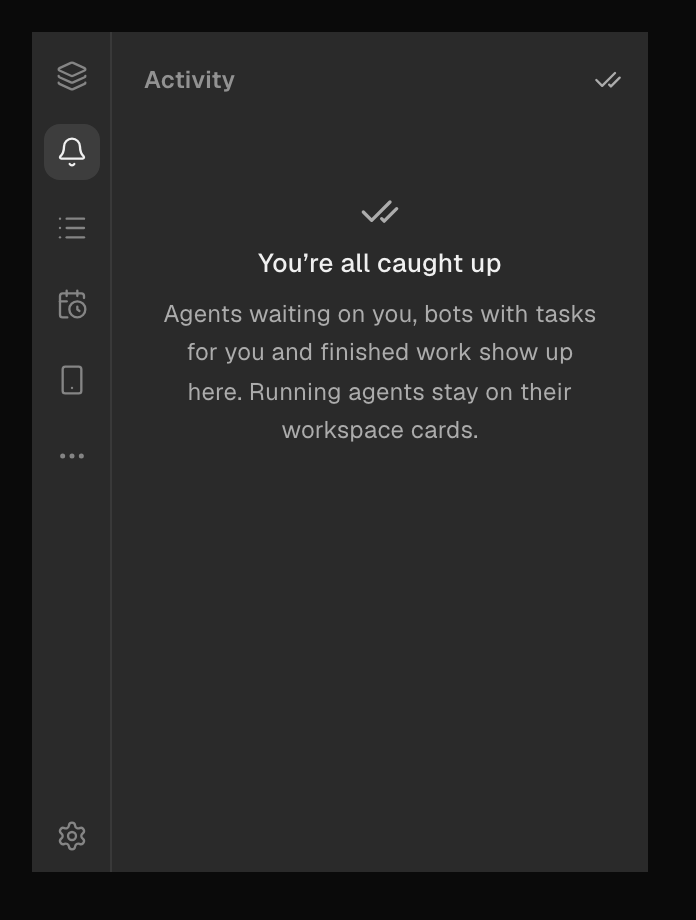 Activity
You’re all caught up
Agents waiting on you, bots with tasks
for you and finished work show up
here. Running agents stay on their
workspace cards.